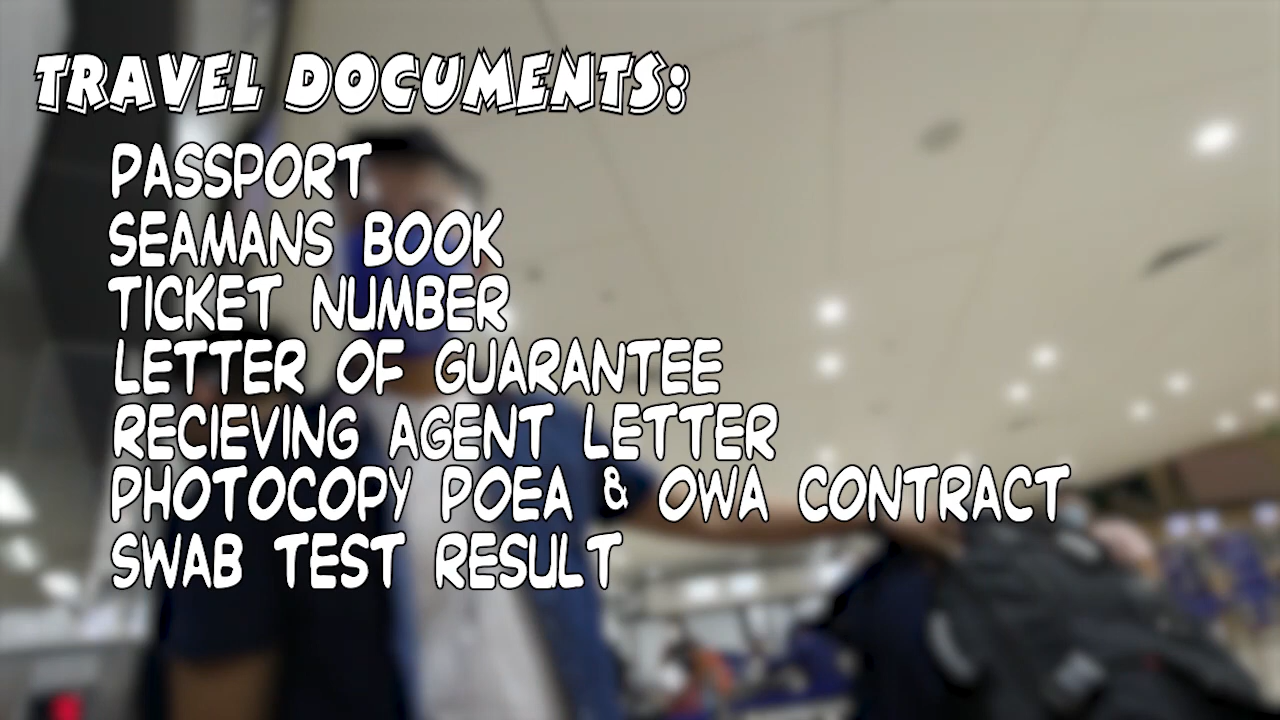 TRAVEL DOCUMENTS:
PASSPORT
SEAMANS BOOK
TICKET NUMBER
LETTER OF GUARANTEE
RECIEVING AGENT LETTER
PHOTOCOPY POEA & OWA CONTRACT
SWAB TEST RESULT